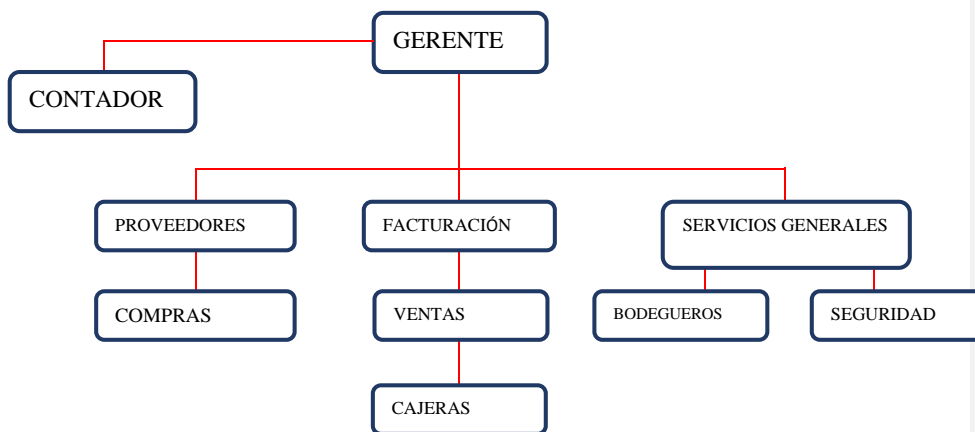 GERENTE
CONTADOR
PROVEEDORES
FACTURACIÓN
SERVICIOS GENERALES
COMPRAS
VENTAS
BODEGUEROS
SEGURIDAD
CAJERAS